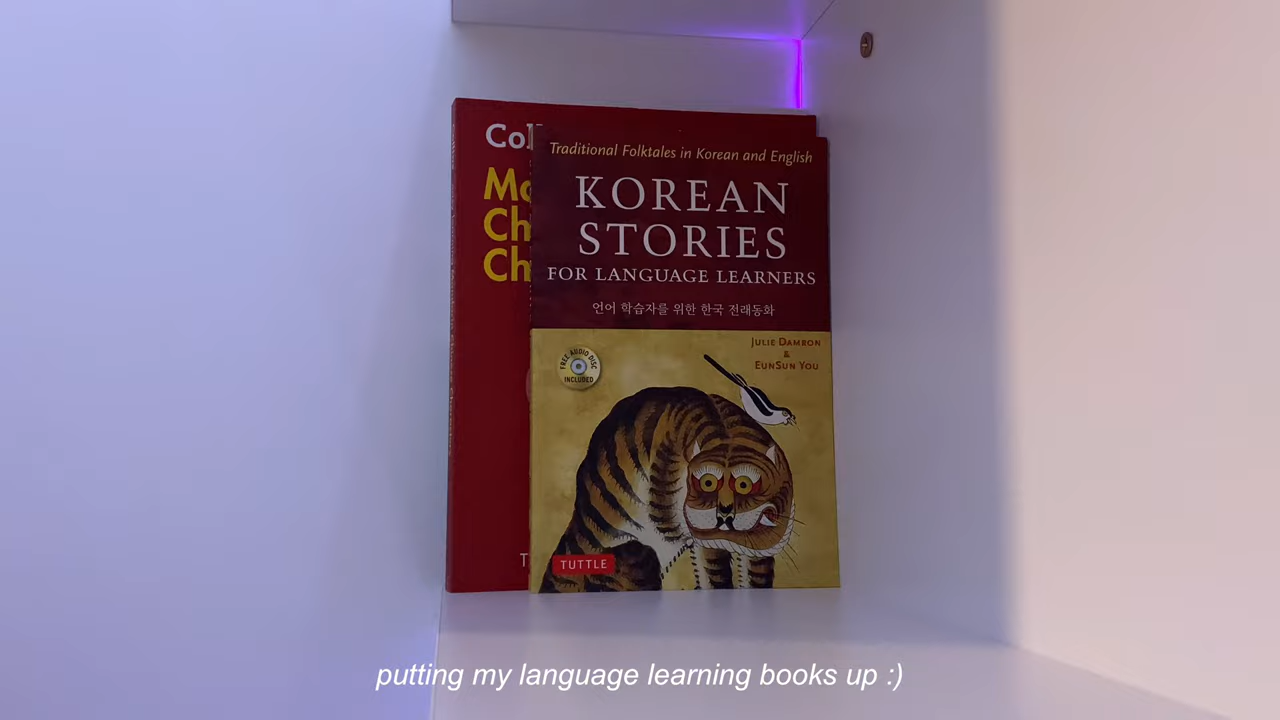 Traditional Folktales in Korean and English
KOREAN
STORIES
FOR LANGUAGE LEARNERS
언어 학습자를 위한 한국 전래동화
JULIE DAMRON
&
EUNSUN YOU
FREE AUDIO DISC
INCLUDED
TUTTLE
putting my language learning books up :)